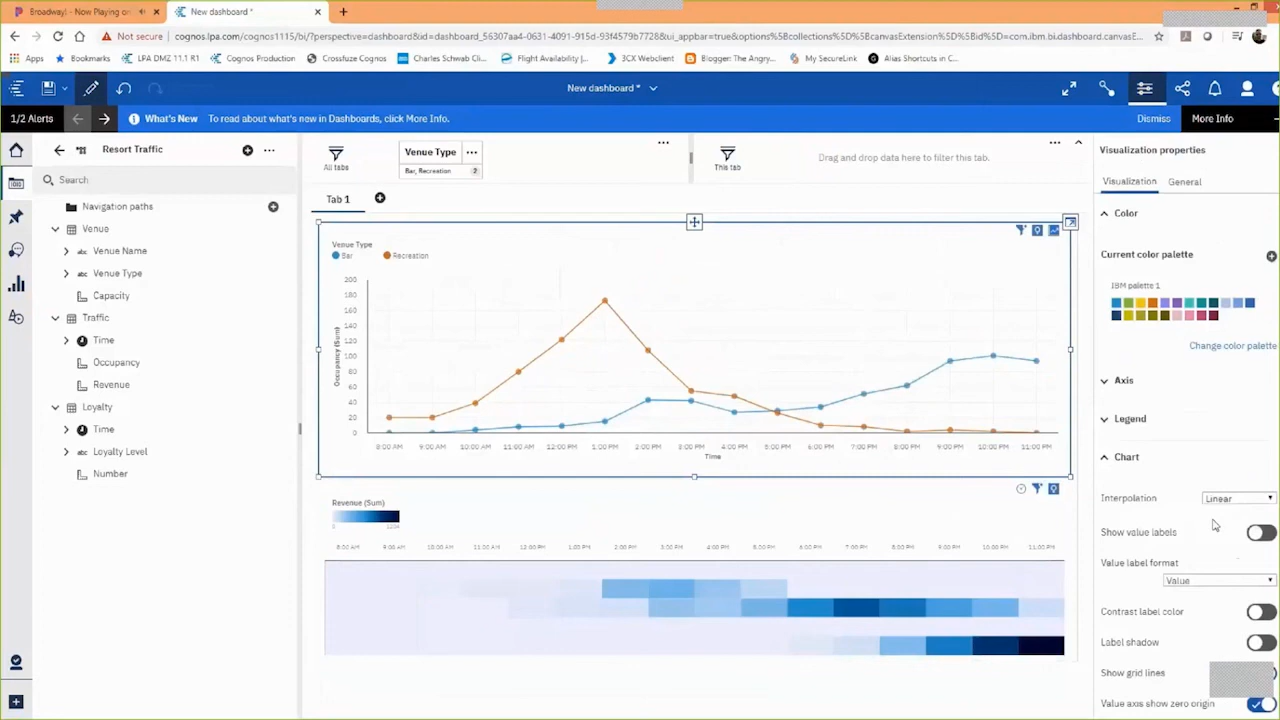 Broadway! - Now Playing on
New dashboard *
Not secure
cognos.lpa.com/cognos1115/bi/?perspective=dashboard&id=dashboard_56307aa4-0631-4091-915d-93f4579b7728&ui_appbar=true&options%5Bcollections%5D%5BcanvasExtension%5D%5Bid%5D=com.ibm.bi.dashboard.canvasE...
Apps
Bookmarks
LPA DMZ 11.1 R1
Cognos Production
Crossfuze Cognos
Charles Schwab Cli...
Flight Availability |...
3CX Webclient
Blogger: The Angry...
My SecureLink
Alias Shortcuts in C...
New dashboard *
1/2 Alerts
What's New
To read about what's new in Dashboards, click More Info.
Dismiss
More Info
Resort Traffic
Search
Navigation paths
Venue
abc Venue Name
abc Venue Type
Capacity
Traffic
Time
Occupancy
Revenue
Loyalty
Time
abc Loyalty Level
Number
All tabs
Venue Type
Bar, Recreation
2
This tab
Drag and drop data here to filter this tab.
Tab 1
Venue Type
Bar
Recreation
Occupancy (Sum)
200
180
160
140
120
100
80
60
40
20
0
8:00 AM 9:00 AM 10:00 AM 11:00 AM 12:00 PM 1:00 PM 2:00 PM 3:00 PM 4:00 PM 5:00 PM 6:00 PM 7:00 PM 8:00 PM 9:00 PM 10:00 PM 11:00 PM
Time
Revenue (Sum)
8:00 AM 9:00 AM 10:00 AM 11:00 AM 12:00 PM 1:00 PM 2:00 PM 3:00 PM 4:00 PM 5:00 PM 6:00 PM 7:00 PM 8:00 PM 9:00 PM 10:00 PM 11:00 PM
Visualization properties
Visualization
General
Color
Current color palette
IBM palette 1
Change color palette
Axis
Legend
Chart
Interpolation
Linear
Show value labels
Value label format
Value
Contrast label color
Label shadow
Show grid lines
Value axis show zero origin